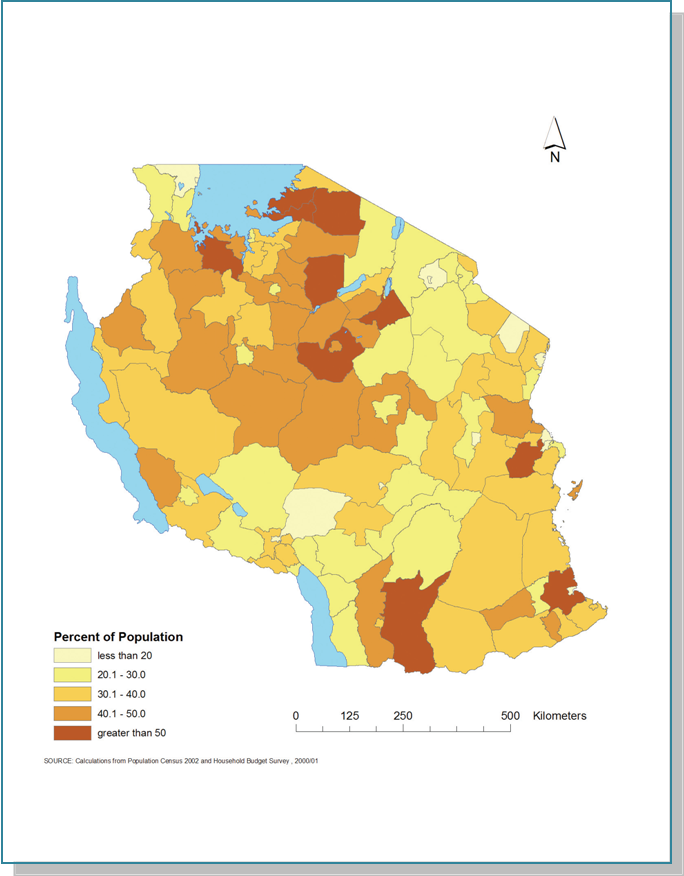 N
Percent of Population
less than 20
20.1 - 30.0
30.1 - 40.0
40.1 - 50.0
greater than 50
0 125 250 500 Kilometers
SOURCE: Calculations from Population Census 2002 and Household Budget Survey , 2000/01